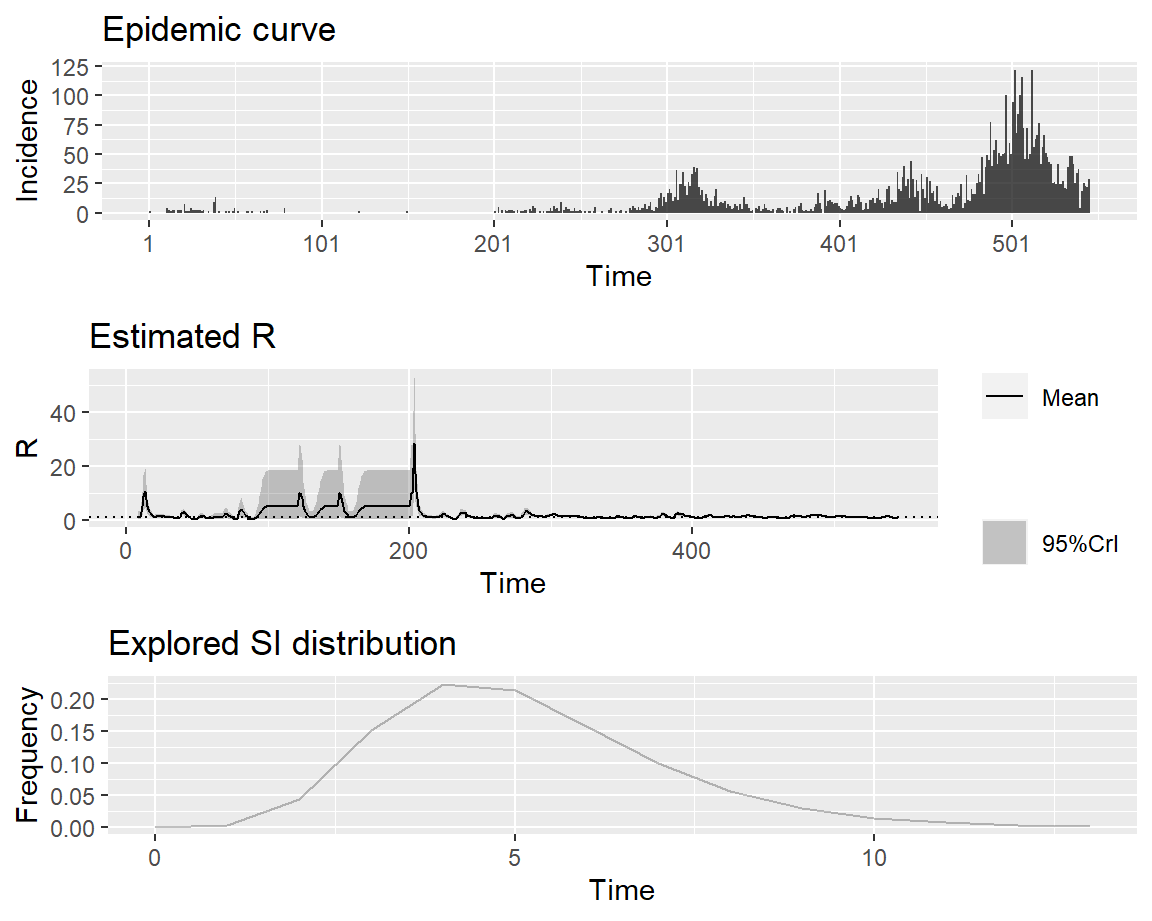 Epidemic curve
Incidence
125
100
75
50
25
0
1 101 201 301 401 501
Time
Estimated R
R
40
20
0
0 200 400
Time
Mean
95%CrI
Explored SI distribution
Frequency
0.20
0.15
0.10
0.05
0.00
0 5 10
Time